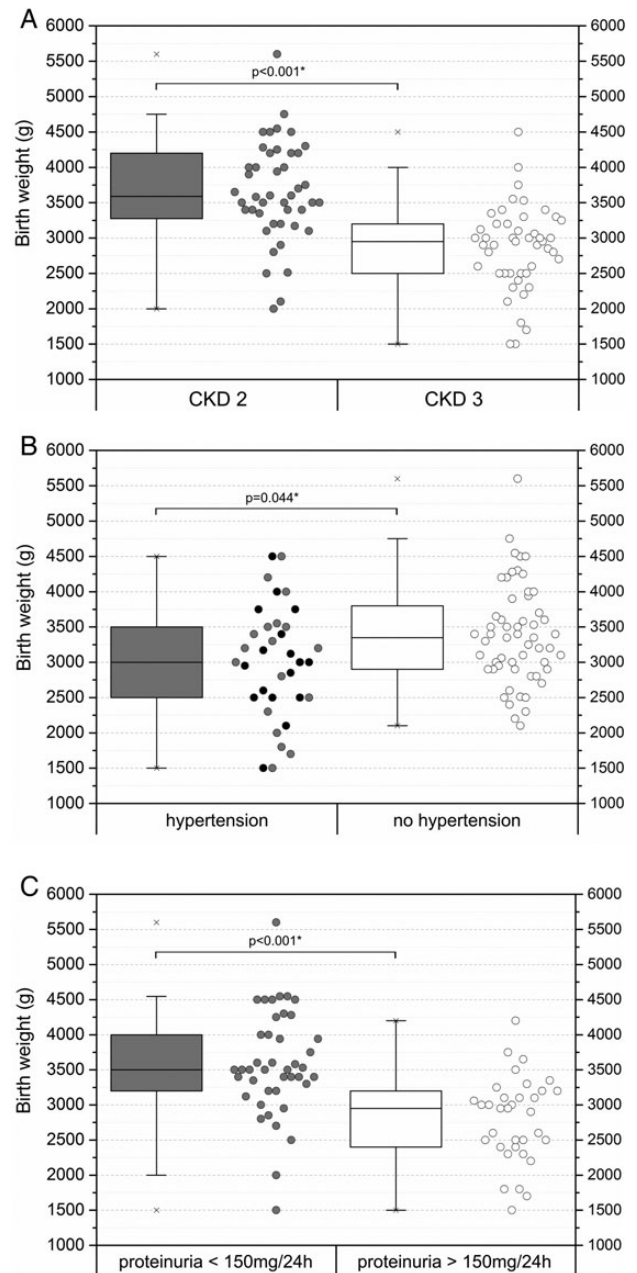 A
6000 6000
5500 5500
p<0.001*
5000 5000
4500 4500
4000 4000
3500 3500
3000 3000
2500 2500
2000 2000
1500 1500
1000 1000
Birth weight (g)
CKD 2 CKD 3
B
6000 6000
5500 5500
p=0.044*
5000 5000
4500 4500
4000 4000
3500 3500
3000 3000
2500 2500
2000 2000
1500 1500
1000 1000
Birth weight (g)
hypertension no hypertension
C
6000 6000
5500 5500
p<0.001*
5000 5000
4500 4500
4000 4000
3500 3500
3000 3000
2500 2500
2000 2000
1500 1500
1000 1000
Birth weight (g)
proteinuria < 150mg/24h proteinuria > 150mg/24h